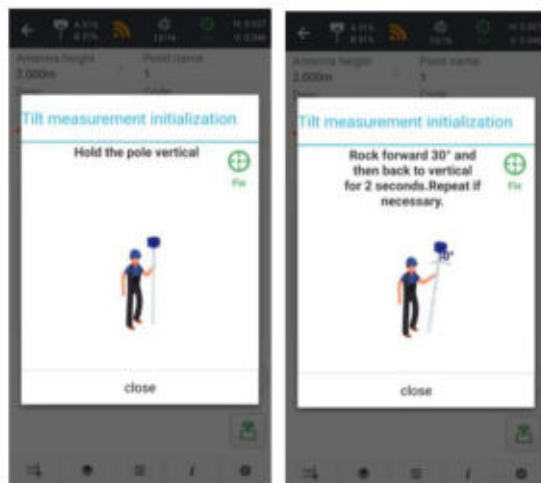 Antenna height
Point name
2.000m
1
Tilt measurement initialization
Hold the pole vertical
Fix
close
Antenna height
Point name
2.000m
1
Tilt measurement initialization
Rock forward 30° and
then back to vertical
for 2 seconds.Repeat if
necessary.
Fix
close